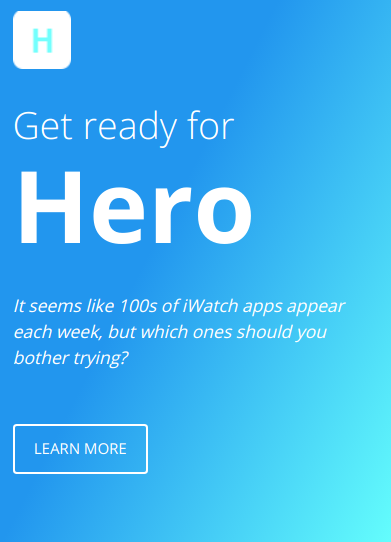 H
Get ready for
Hero
It seems like 100s of iWatch apps appear
each week, but which ones should you
bother trying?
LEARN MORE